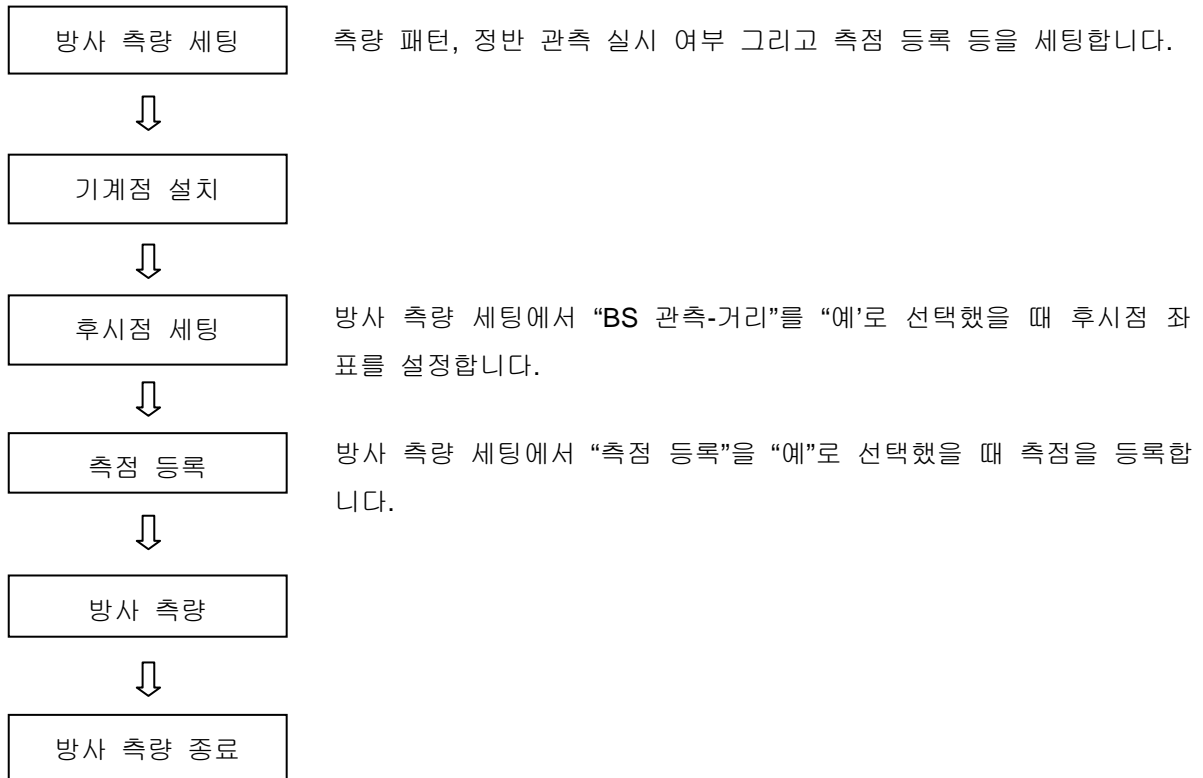 방사 측량 세팅
측량 패턴, 정반 관측 실시 여부 그리고 측점 등록 등을 세팅합니다.
기계점 설치
후시점 세팅
방사 측량 세팅에서 “BS 관측-거리”를 “예’로 선택했을 때 후시점 좌
표를 설정합니다.
측점 등록
방사 측량 세팅에서 “측점 등록”을 “예”로 선택했을 때 측점을 등록합
니다.
방사 측량
방사 측량 종료